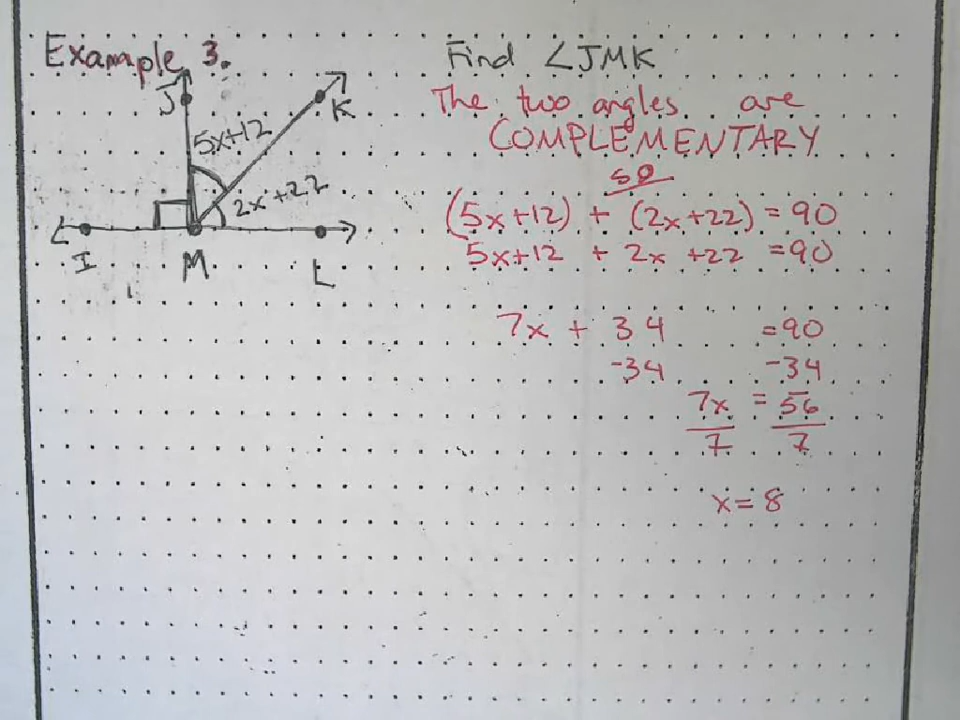 Example 3.
J
K
5x+12
2x+22
I
M
L
Find ∠JMK
The two angles are
COMPLEMENTARY
so
(5x+12) + (2x+22) = 90
5x+12 + 2x +22 = 90
7x + 34 = 90
-34 -34
7x = 56
7 7
x = 8